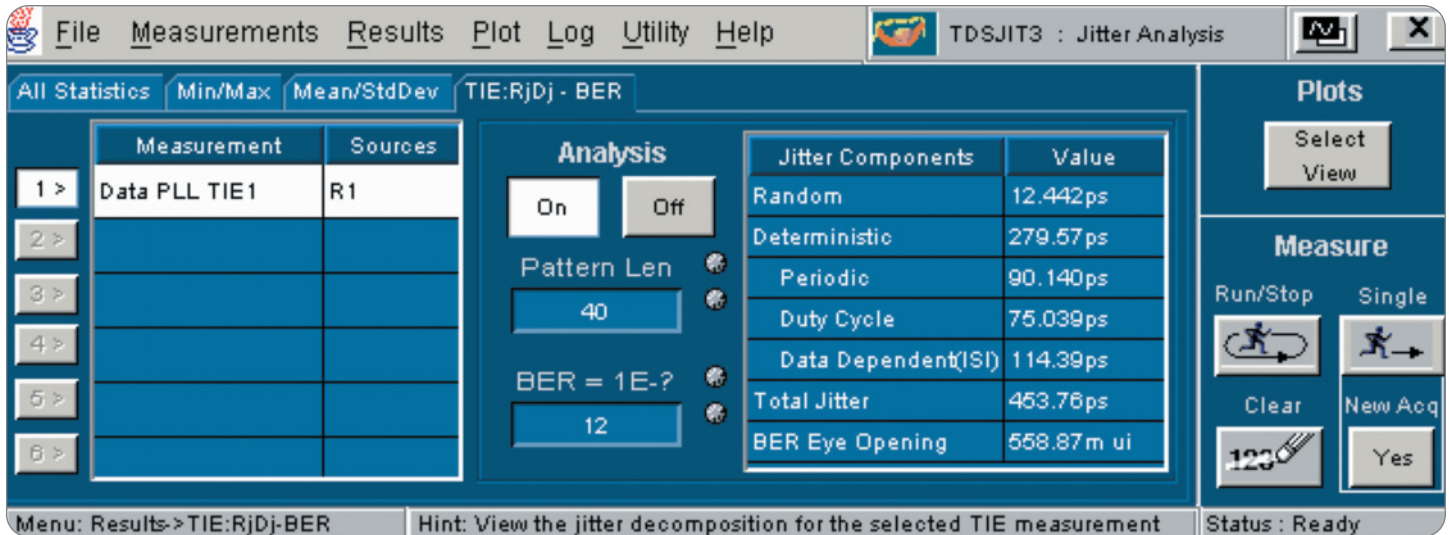 File Measurements Results Plot Log Utility Help TDSJIT3 : Jitter Analysis X
All Statistics Min/Max Mean/StdDev TIE:RjDj - BER
Measurement Sources
1 > Data PLL TIE1 R1
2 >
3 >
4 >
5 >
6 >
Analysis
On Off
Pattern Len
40
BER = 1E-?
12
Jitter Components Value
Random 12.442ps
Deterministic 279.57ps
Periodic 90.140ps
Duty Cycle 75.039ps
Data Dependent(ISI) 114.39ps
Total Jitter 453.76ps
BER Eye Opening 558.87m ui
Plots
Select
View
Measure
Run/Stop Single
Clear New Acq
123 Yes
Menu: Results->TIE:RjDj-BER Hint: View the jitter decomposition for the selected TIE measurement Status : Ready